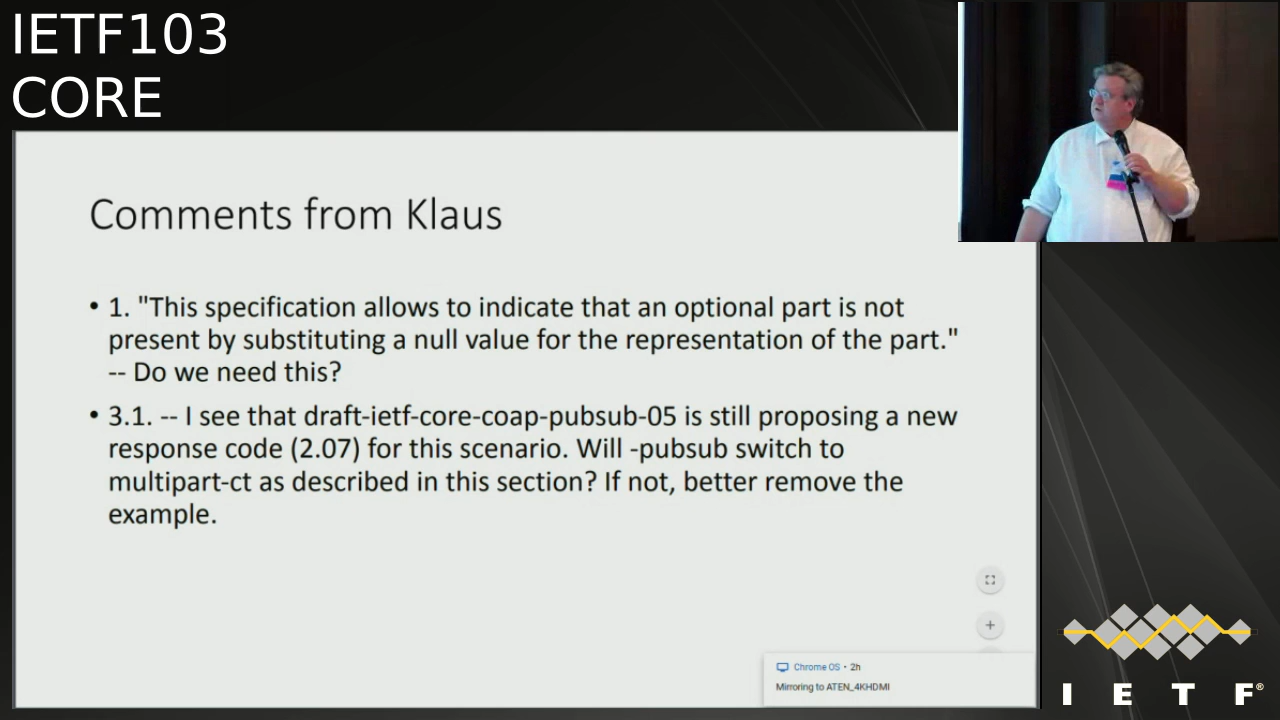 IETF103
CORE
Comments from Klaus
• 1. "This specification allows to indicate that an optional part is not
present by substituting a null value for the representation of the part."
-- Do we need this?
• 3.1. -- I see that draft-ietf-core-coap-pubsub-05 is still proposing a new
response code (2.07) for this scenario. Will -pubsub switch to
multipart-ct as described in this section? If not, better remove the
example.
+
Chrome OS • 2h
Mirroring to ATEN_4KHDMI
I E T F®